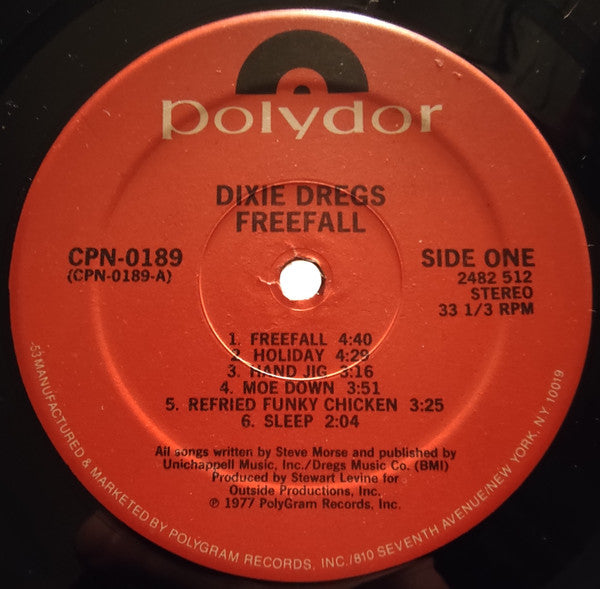 polydor
DIXIE DREGS
FREEFALL
CPN-0189
(CPN-0189-A)
SIDE ONE
2482 512
STEREO
33 1/3 RPM
1. FREEFALL 4:40
2. HOLIDAY 4:29
3. HAND JIG 3:16
4. MOE DOWN 3:51
5. REFRIED FUNKY CHICKEN 3:25
6. SLEEP 2:04
All songs written by Steve Morse and published by
Unichappell Music, Inc./Dregs Music Co. (BMI)
Produced by Stewart Levine for
Outside Productions, Inc.
℗ 1977 PolyGram Records, Inc.
-53 MANUFACTURED & MARKETED BY POLYGRAM RECORDS, INC./810 SEVENTH AVENUE/NEW YORK, NY 10019